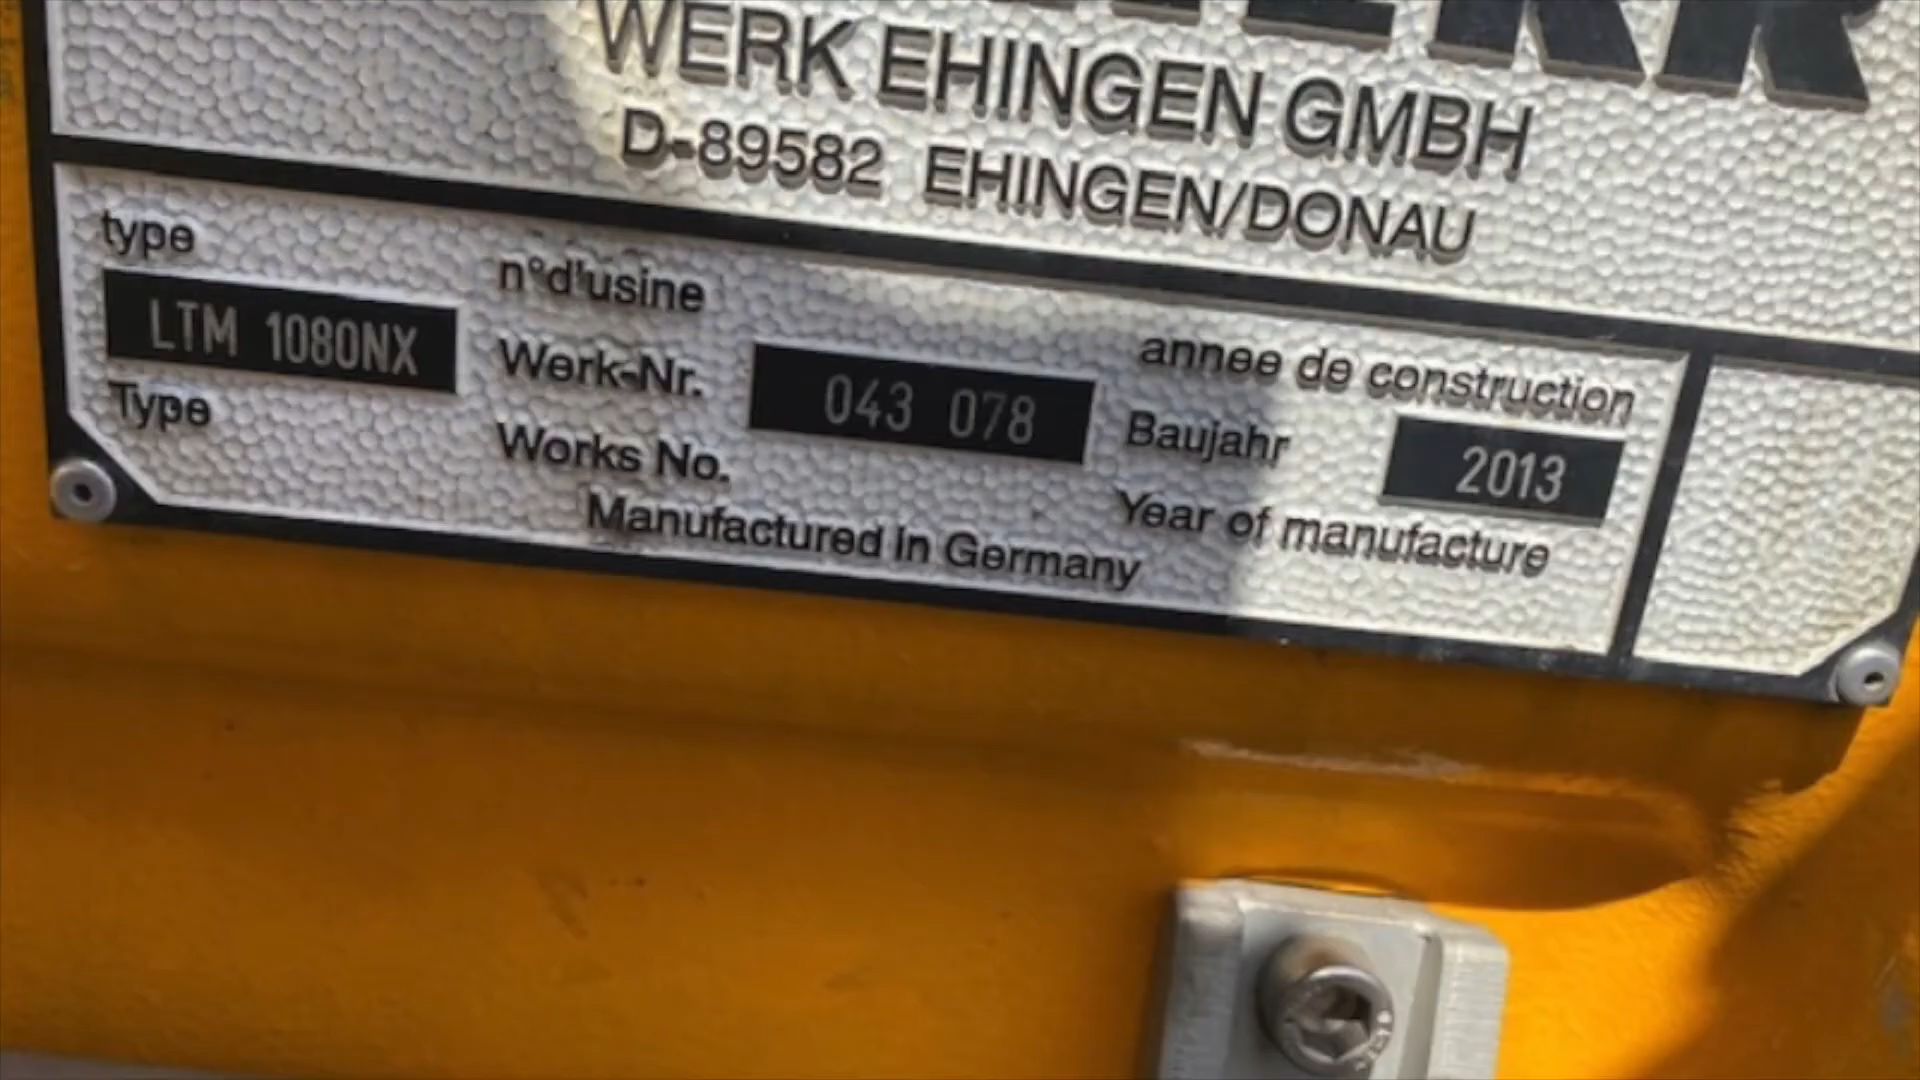 WERK EHINGEN GMBH
D-89582 EHINGEN/DONAU
type
LTM 1080NX
Type
n°d'usine
Werk-Nr.
Works No.
043 078
annee de construction
Baujahr
2013
Year of manufacture
Manufactured in Germany